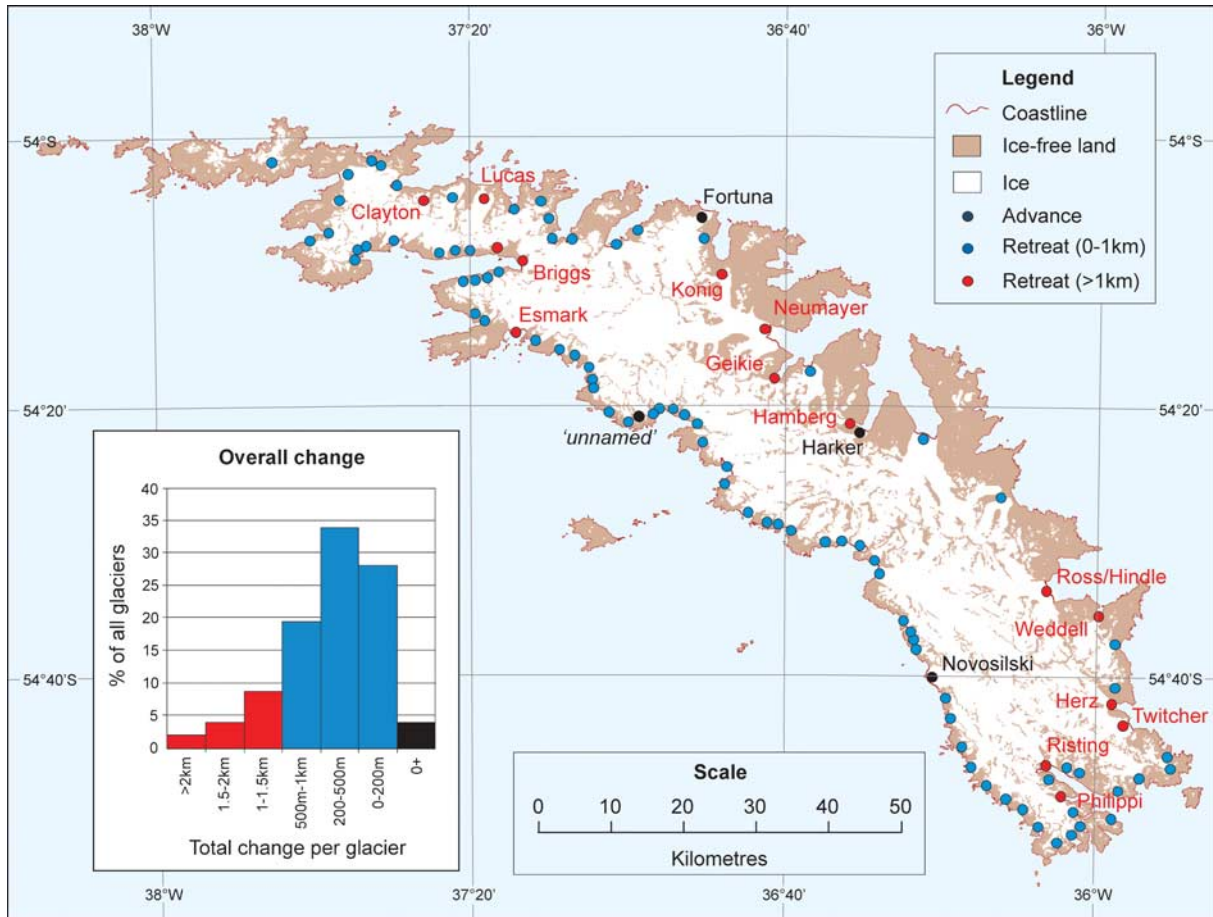 38°W
37°20'
36°40'
36°W
Legend
Coastline
Ice-free land
Ice
Advance
Retreat (0-1km)
Retreat (>1km)
54°S
54°S
Lucas
Fortuna
Clayton
Briggs
Konig
Neumayer
Esmark
Geikie
54°20'
54°20'
Hamberg
'unnamed'
Harker
Overall change
% of all glaciers
40
35
30
25
20
15
10
5
0
>2km
1.5-2km
1-1.5km
500m-1km
200-500m
0-200m
0+
Total change per glacier
Ross/Hindle
Weddell
Novosilski
54°40'S
54°40'S
Herz
Twitcher
Risting
Philippi
Scale
0 10 20 30 40 50
Kilometres
38°W
37°20'
36°40'
36°W